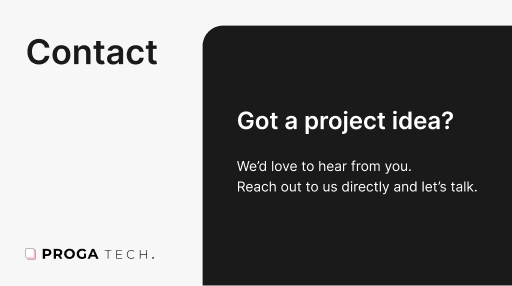 Contact
Got a project idea?
We’d love to hear from you.
Reach out to us directly and let’s talk.
PROGA TECH.